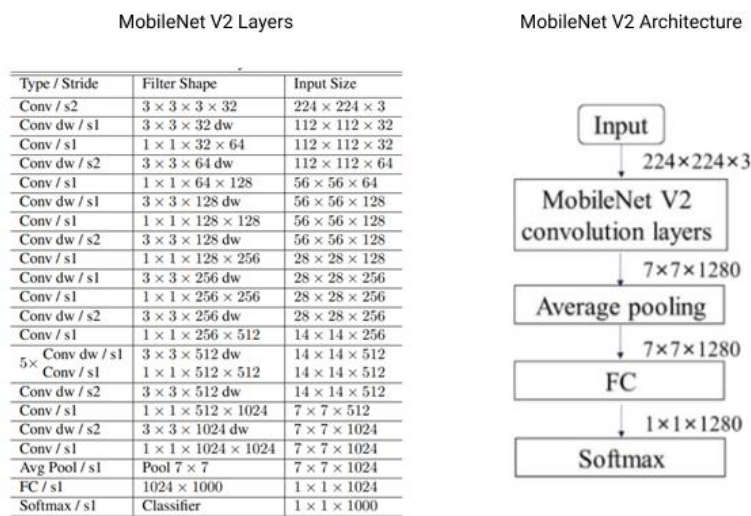 MobileNet V2 Layers
Type / Stride Filter Shape Input Size
Conv / s2 3 × 3 × 3 × 32 224 × 224 × 3
Conv dw / s1 3 × 3 × 32 dw 112 × 112 × 32
Conv / s1 1 × 1 × 32 × 64 112 × 112 × 32
Conv dw / s2 3 × 3 × 64 dw 112 × 112 × 64
Conv / s1 1 × 1 × 64 × 128 56 × 56 × 64
Conv dw / s1 3 × 3 × 128 dw 56 × 56 × 128
Conv / s1 1 × 1 × 128 × 128 56 × 56 × 128
Conv dw / s2 3 × 3 × 128 dw 56 × 56 × 128
Conv / s1 1 × 1 × 128 × 256 28 × 28 × 128
Conv dw / s1 3 × 3 × 256 dw 28 × 28 × 256
Conv / s1 1 × 1 × 256 × 256 28 × 28 × 256
Conv dw / s2 3 × 3 × 256 dw 28 × 28 × 256
Conv / s1 1 × 1 × 256 × 512 14 × 14 × 256
5× Conv dw / s1 3 × 3 × 512 dw 14 × 14 × 512
Conv / s1 1 × 1 × 512 × 512 14 × 14 × 512
Conv dw / s2 3 × 3 × 512 dw 14 × 14 × 512
Conv / s1 1 × 1 × 512 × 1024 7 × 7 × 512
Conv dw / s2 3 × 3 × 1024 dw 7 × 7 × 1024
Conv / s1 1 × 1 × 1024 × 1024 7 × 7 × 1024
Avg Pool / s1 Pool 7 × 7 7 × 7 × 1024
FC / s1 1024 × 1000 1 × 1 × 1024
Softmax / s1 Classifier 1 × 1 × 1000
MobileNet V2 Architecture
Input
224×224×3
MobileNet V2
convolution layers
7×7×1280
Average pooling
7×7×1280
FC
1×1×1280
Softmax